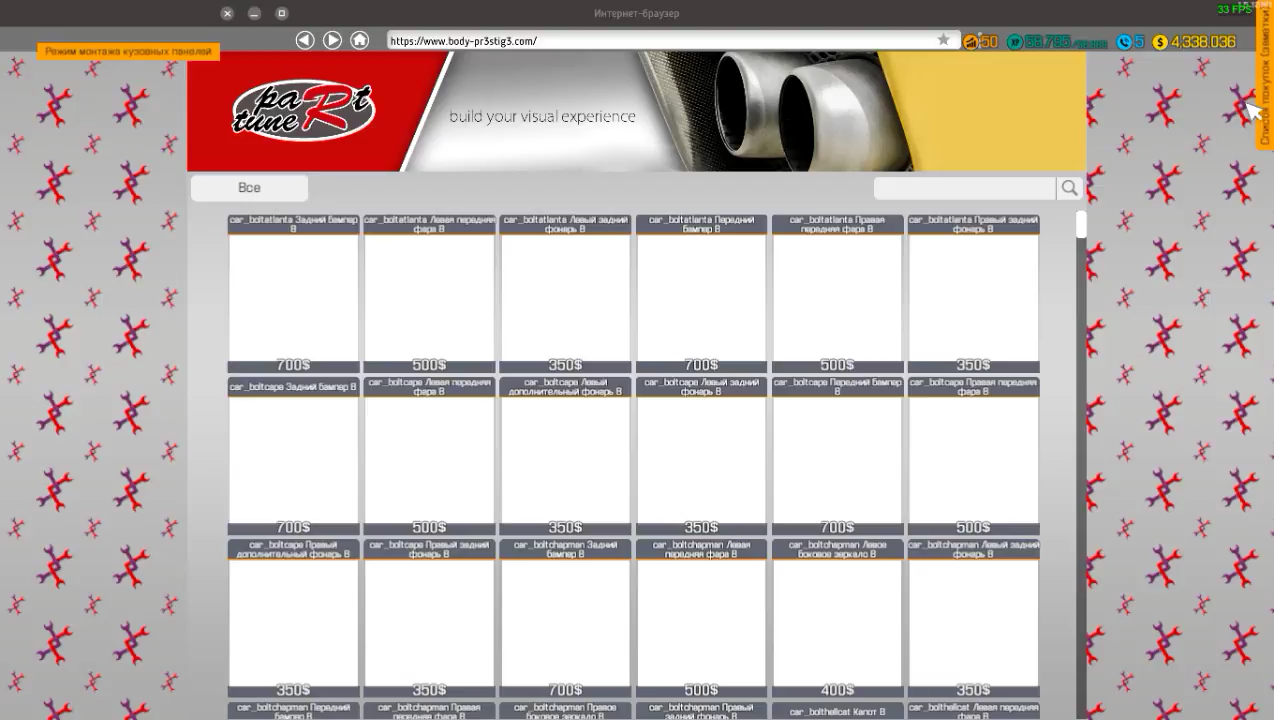 Интернет-браузер
33 FPS
Режим монтажа кузовных панелей
https://www.body-pr3stig3.com/
50
5
4,338,036
Список покупок (заметки)
paRt
tuneR
build your visual experience
Все
car_boltatlanta Задний бампер
B
car_boltatlanta Левая передняя
фара B
car_boltatlanta Левый задний
фонарь B
car_boltatlanta Передний
бампер B
car_boltatlanta Правая
передняя фара B
car_boltatlanta Правый задний
фонарь B
700$
500$
350$
700$
500$
350$
car_boltcape Задний бампер B
car_boltcape Левая передняя
фара B
car_boltcape Левый
дополнительный фонарь B
car_boltcape Левый задний
фонарь B
car_boltcape Передний бампер
B
car_boltcape Правая передняя
фара B
700$
500$
350$
350$
700$
500$
car_boltcape Правый
дополнительный фонарь B
car_boltcape Правый задний
фонарь B
car_boltchapman Задний
бампер B
car_boltchapman Левая
передняя фара B
car_boltchapman Левое
боковое зеркало B
car_boltchapman Левый задний
фонарь B
350$
350$
700$
500$
400$
350$
car_boltchapman Передний
бампер B
car_boltchapman Правая
передняя фара B
car_boltchapman Правое
боковое зеркало B
car_boltchapman Правый
задний фонарь B
car_bolthellcat Капот B
car_bolthellcat Левая передняя
фара B